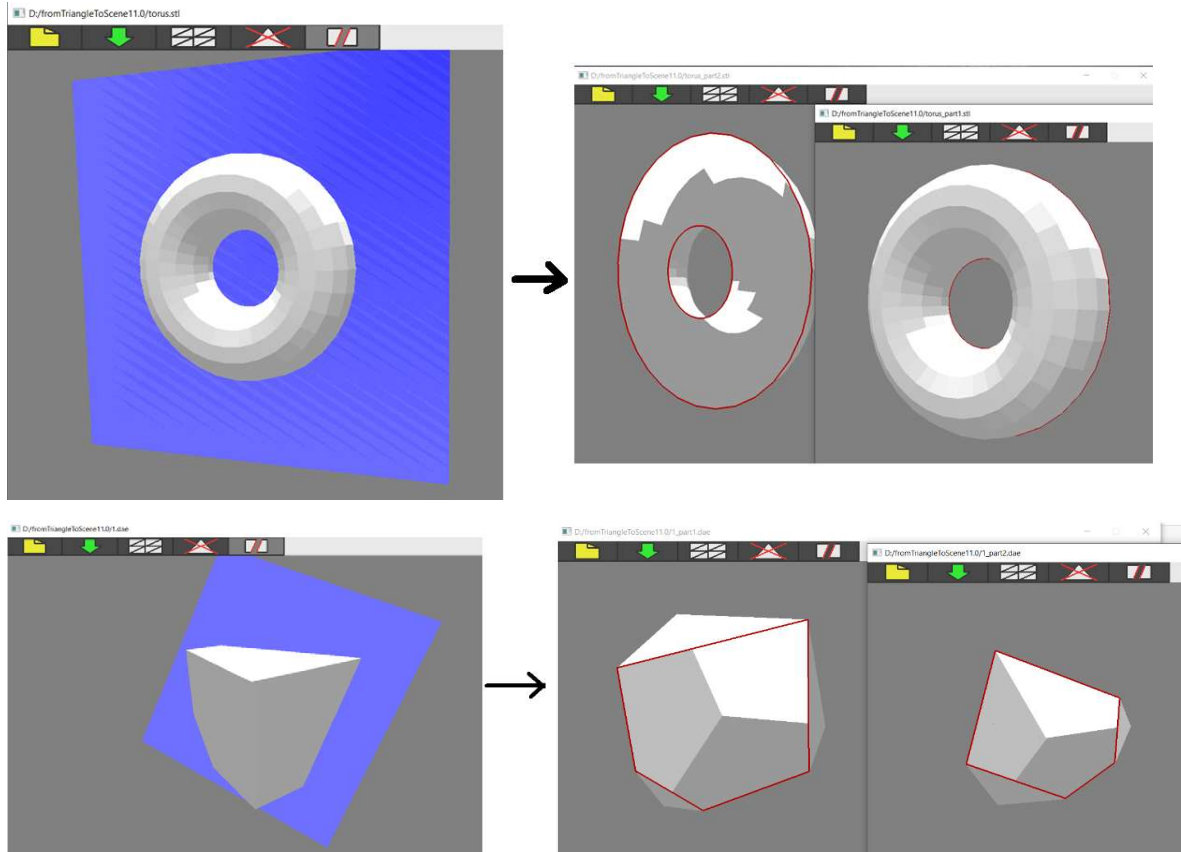 D:/fromTriangleToScene11.0/torus.stl
D:/fromTriangleToScene11.0/torus_part2.stl
D:/fromTriangleToScene11.0/torus_part1.stl
D:/fromTriangleToScene11.0/1.dae
D:/fromTriangleToScene11.0/1_part1.dae
D:/fromTriangleToScene11.0/1_part2.dae